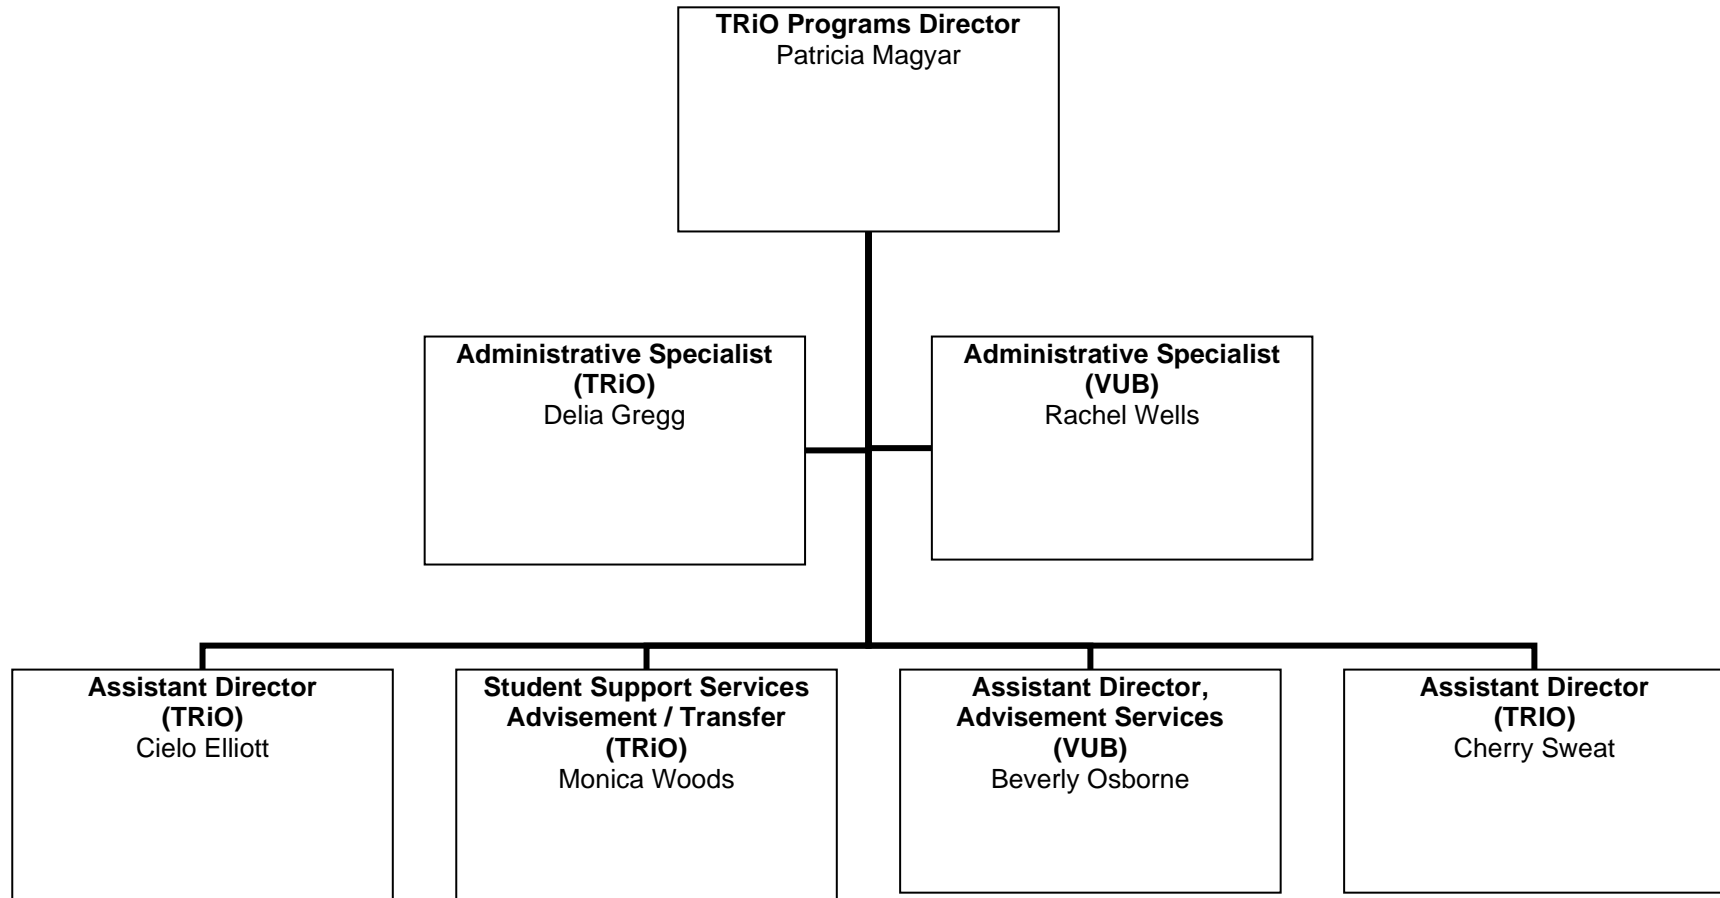 TRiO Programs Director
Patricia Magyar
Administrative Specialist
(TRiO)
Delia Gregg
Administrative Specialist
(VUB)
Rachel Wells
Assistant Director
(TRiO)
Cielo Elliott
Student Support Services
Advisement / Transfer
(TRiO)
Monica Woods
Assistant Director,
Advisement Services
(VUB)
Beverly Osborne
Assistant Director
(TRIO)
Cherry Sweat